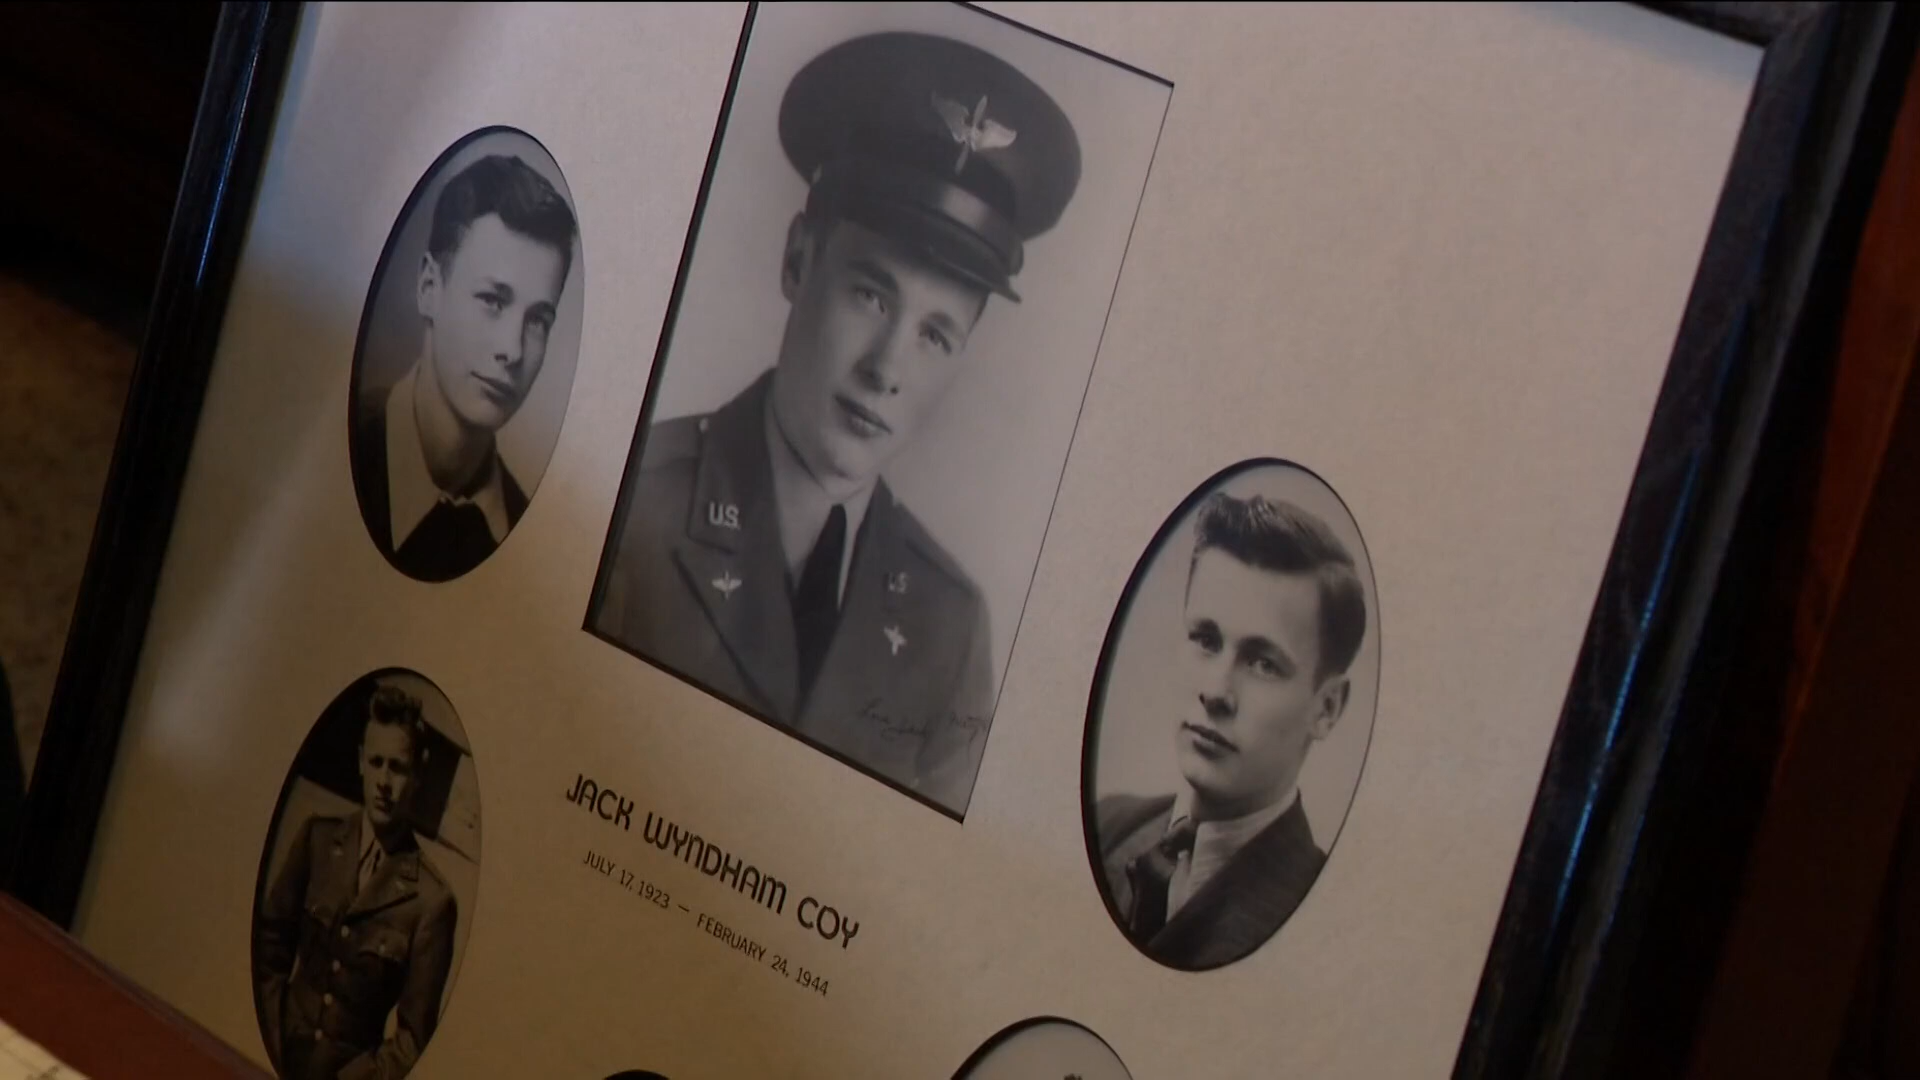 U.S.
U.S
JACK WYNDHAM COY
JULY 17, 1923 — FEBRUARY 24, 1944